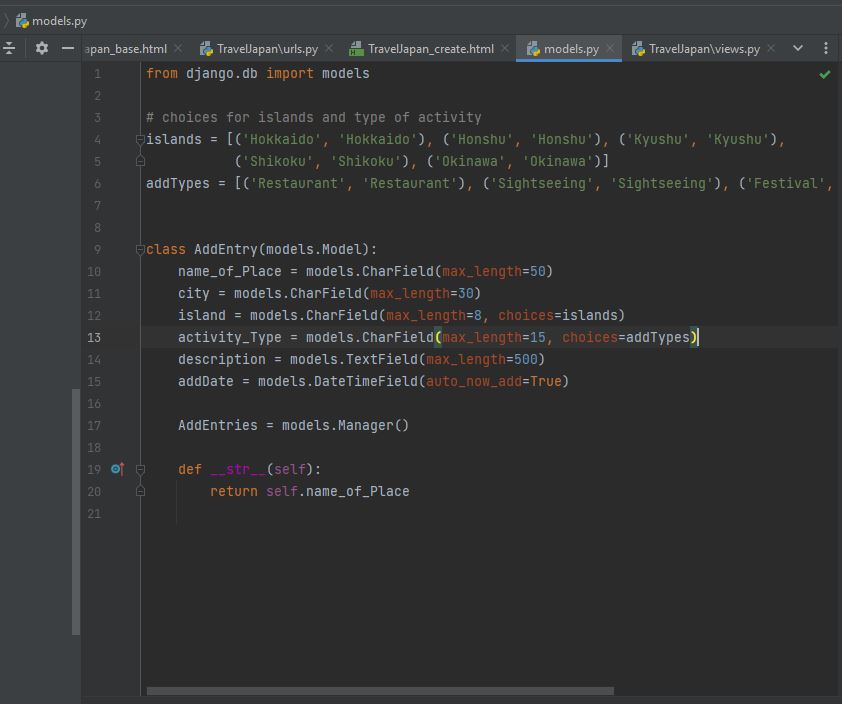 models.py
apan_base.html TravelJapan\urls.py TravelJapan_create.html models.py TravelJapan\views.py
1 from django.db import models
2
3 # choices for islands and type of activity
4 islands = [('Hokkaido', 'Hokkaido'), ('Honshu', 'Honshu'), ('Kyushu', 'Kyushu'),
5 ('Shikoku', 'Shikoku'), ('Okinawa', 'Okinawa')]
6 addTypes = [('Restaurant', 'Restaurant'), ('Sightseeing', 'Sightseeing'), ('Festival',
7
8
9 class AddEntry(models.Model):
10 name_of_Place = models.CharField(max_length=50)
11 city = models.CharField(max_length=30)
12 island = models.CharField(max_length=8, choices=islands)
13 activity_Type = models.CharField(max_length=15, choices=addTypes)
14 description = models.TextField(max_length=500)
15 addDate = models.DateTimeField(auto_now_add=True)
16
17 AddEntries = models.Manager()
18
19 def __str__(self):
20 return self.name_of_Place
21